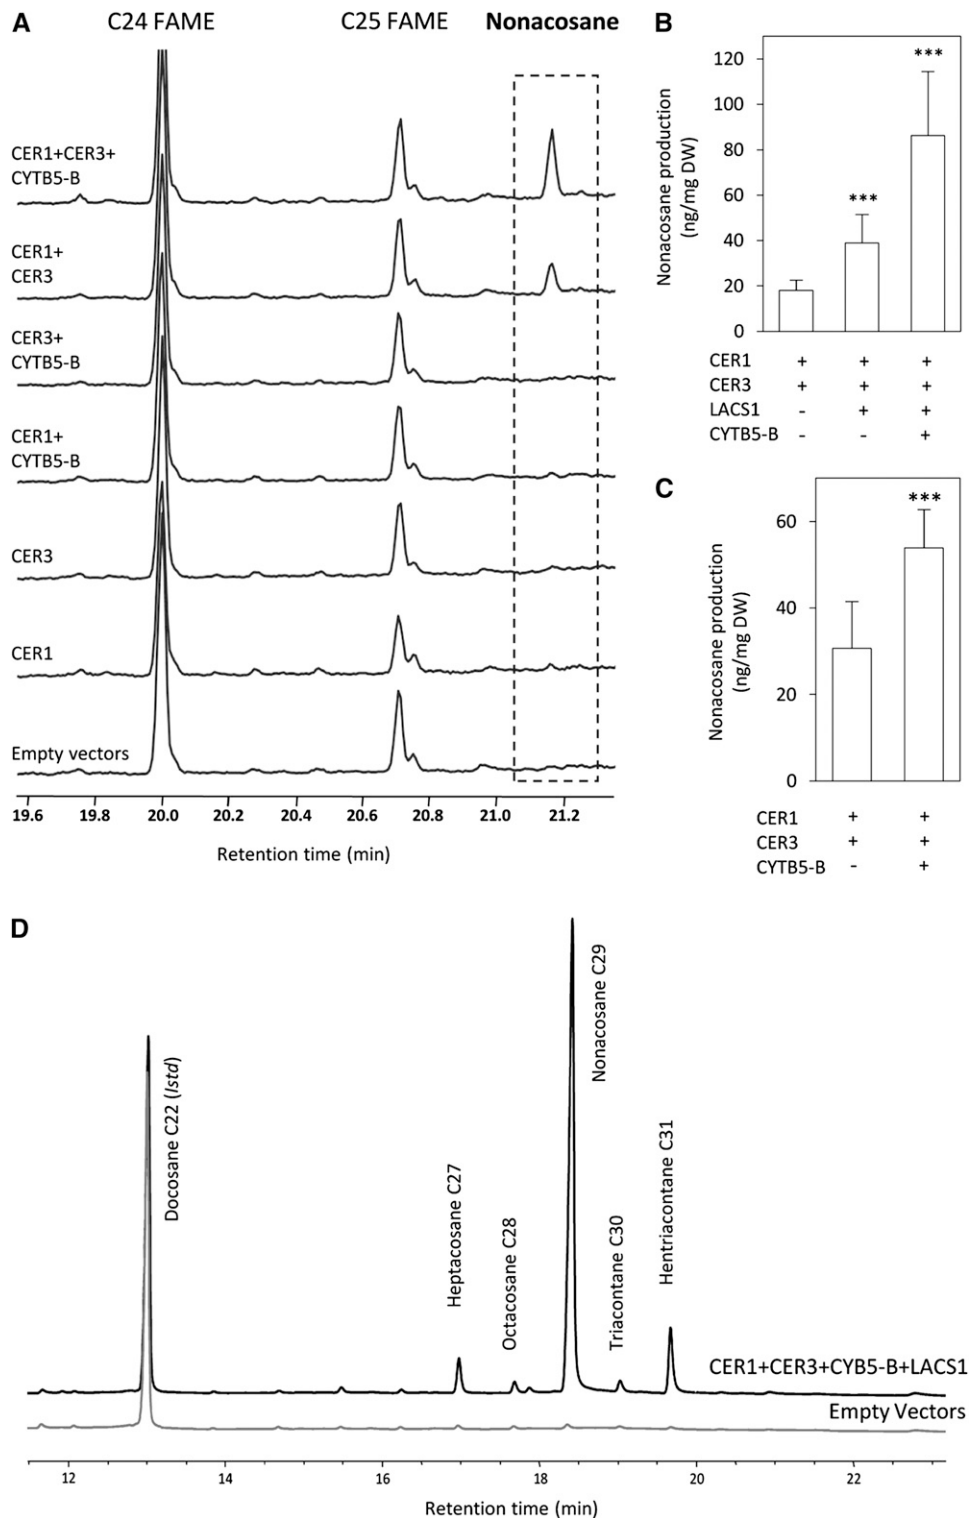 A
C24 FAME
C25 FAME
Nonacosane
CER1+CER3+
CYTB5-B
CER1+
CER3
CER3+
CYTB5-B
CER1+
CYTB5-B
CER3
CER1
Empty vectors
19.6 19.8 20.0 20.2 20.6 20.6 20.8 21.0 21.2
Retention time (min)
B
Nonacosane production
(ng/mg DW)
120
100
80
60
40
20
0
***
***
CER1 + + +
CER3 + + +
LACS1 - + +
CYTB5-B - - +
C
Nonacosane production
(ng/mg DW)
60
40
20
0
***
CER1 + +
CER3 + +
CYTB5-B - +
D
Docosane C22 (Istd)
Heptacosane C27
Octacosane C28
Nonacosane C29
Triacontane C30
Hentriacontane C31
CER1+CER3+CYB5-B+LACS1
Empty Vectors
12 14 16 18 20 22
Retention time (min)